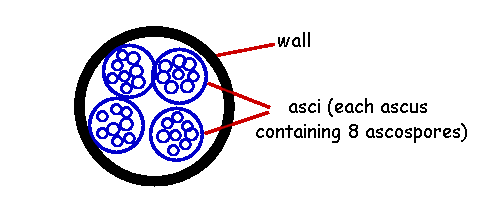 wall
asci (each ascus
containing 8 ascospores)